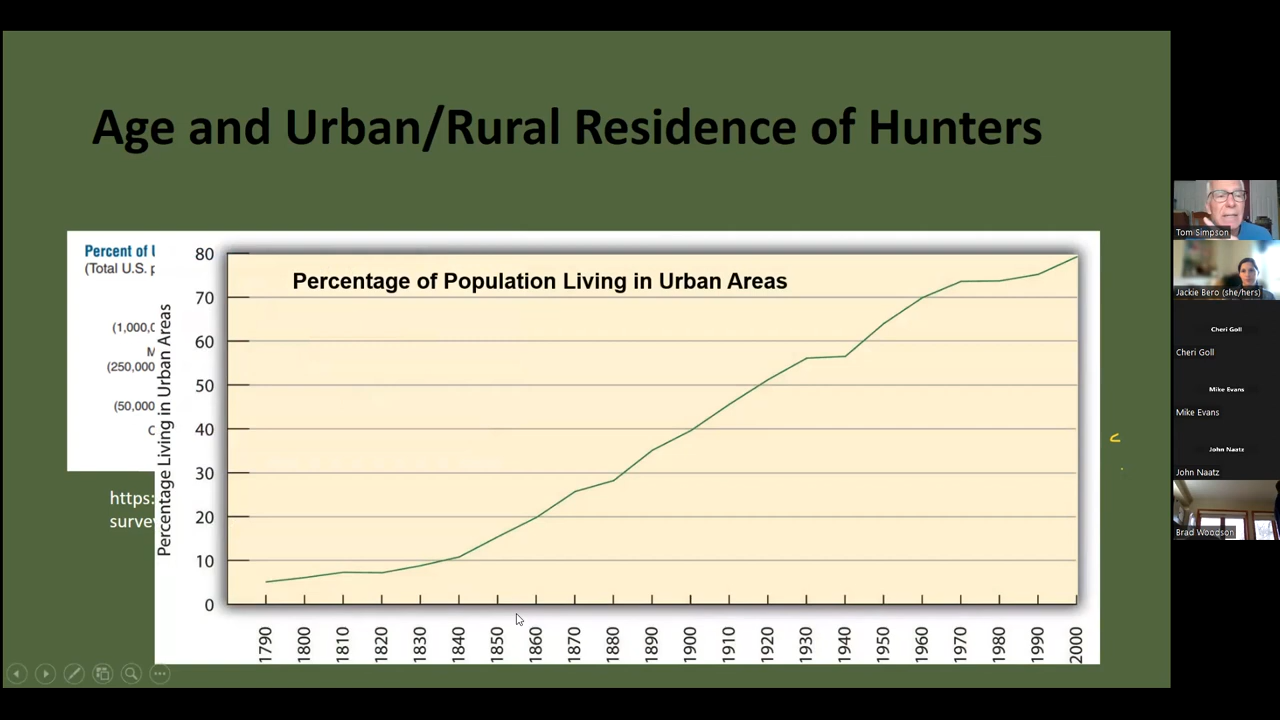 Age and Urban/Rural Residence of Hunters
Percent of
(Total U.S.
(1,000,
(250,000
(50,000
https:
surve
Percentage of Population Living in Urban Areas
Percentage Living in Urban Areas
80
70
60
50
40
30
20
10
0
1790
1800
1810
1820
1830
1840
1850
1860
1870
1880
1890
1900
1910
1920
1930
1940
1950
1960
1970
1980
1990
2000
Tom Simpson
Jackie Bero (she/hers)
Cheri Goll
Cheri Goll
Mike Evans
Mike Evans
John Naatz
John Naatz
Brad Woodson